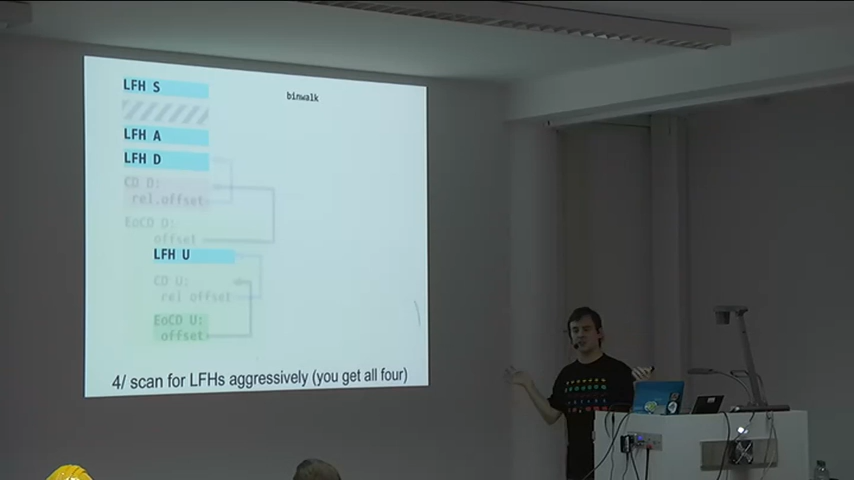 LFH S
binwalk
LFH A
LFH D
CD D:
rel.offset
EoCD D:
offset
LFH U
CD U:
rel offset
EoCD U:
offset
4/ scan for LFHs aggressively (you get all four)